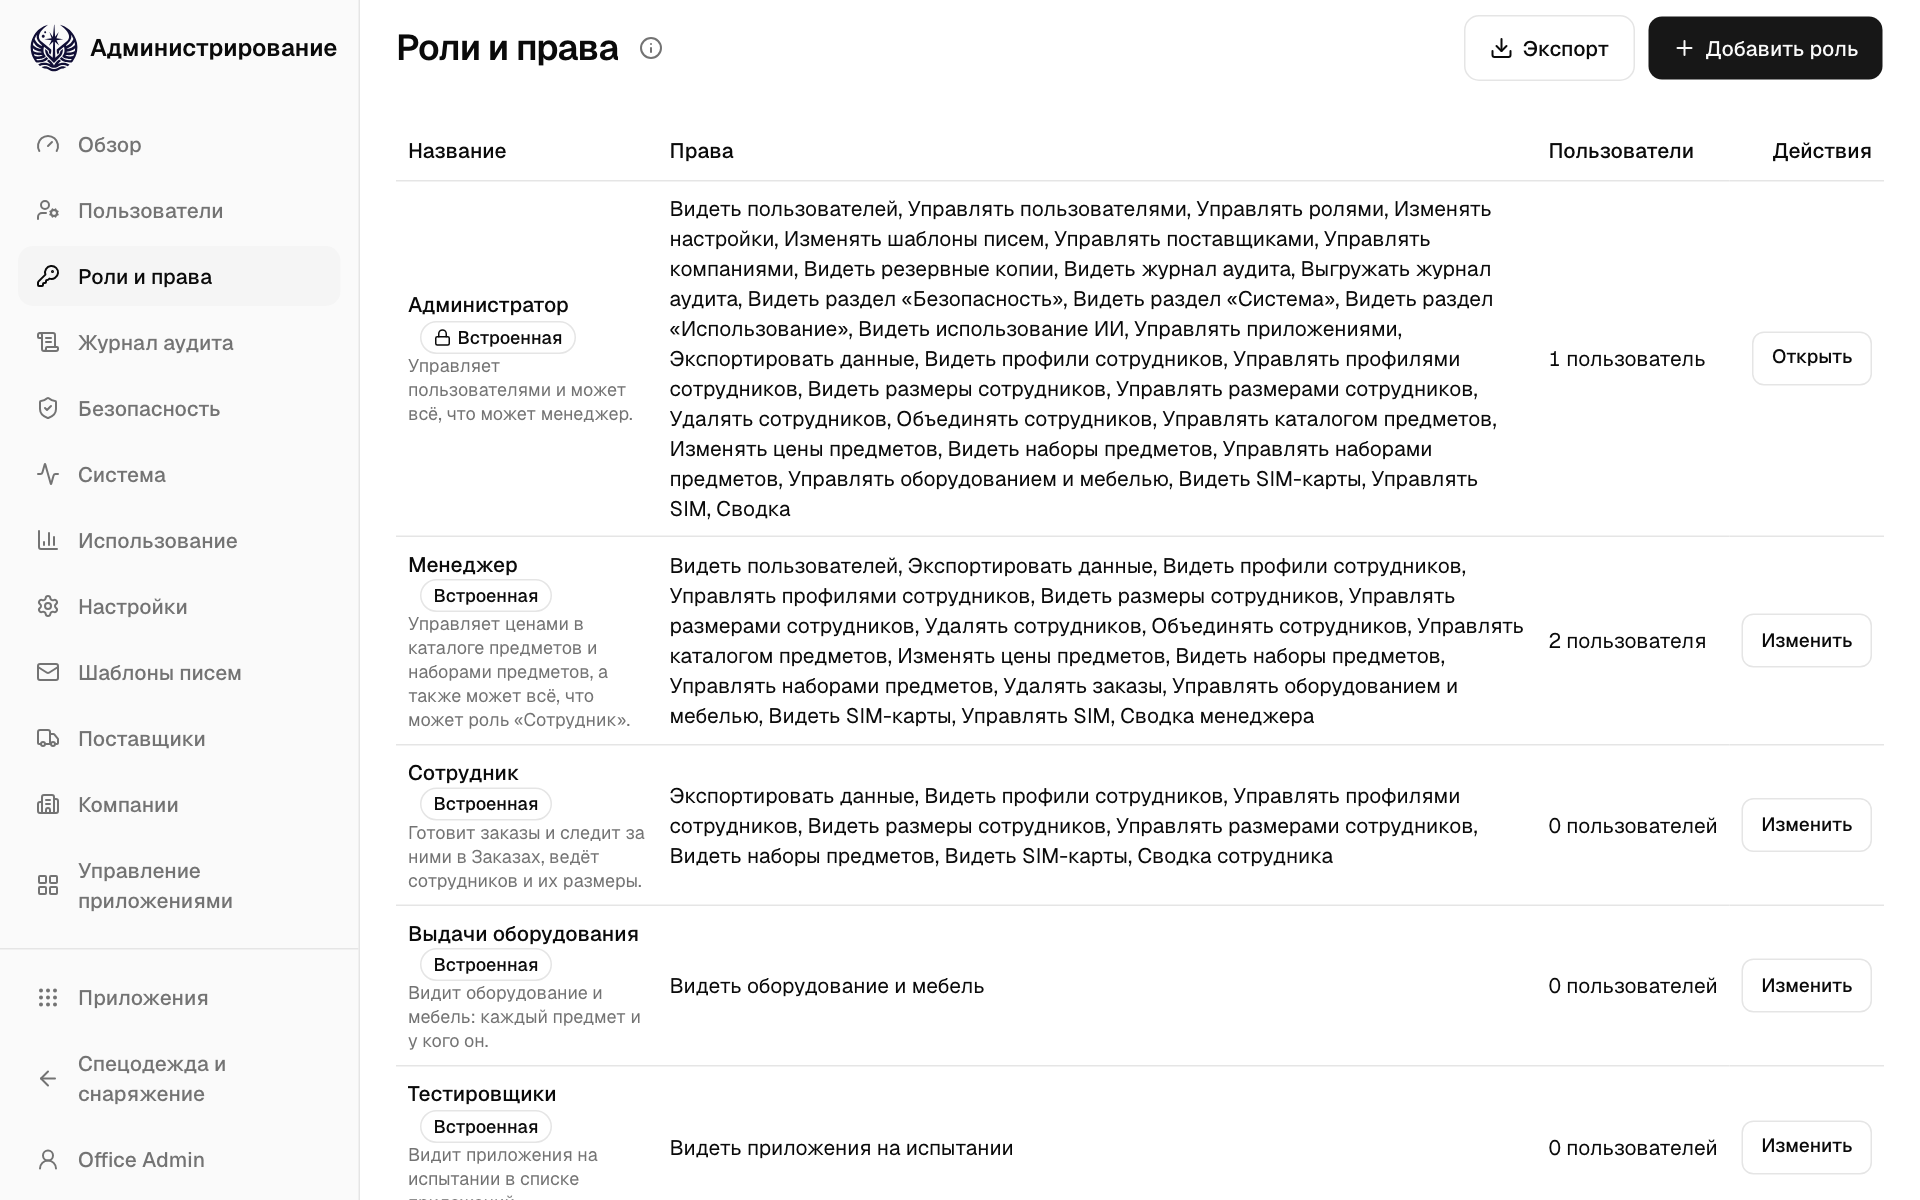 Администрирование
Обзор
Пользователи
Роли и права
Журнал аудита
Безопасность
Система
Использование
Настройки
Шаблоны писем
Поставщики
Компании
Управление
приложениями
Приложения
Спецодежда и
снаряжение
Office Admin
Роли и права
Экспорт
Добавить роль
Название
Права
Пользователи
Действия
Администратор
Встроенная
Управляет
пользователями и может
всё, что может менеджер.
Видеть пользователей, Управлять пользователями, Управлять ролями, Изменять
настройки, Изменять шаблоны писем, Управлять поставщиками, Управлять
компаниями, Видеть резервные копии, Видеть журнал аудита, Выгружать журнал
аудита, Видеть раздел «Безопасность», Видеть раздел «Система», Видеть раздел
«Использование», Видеть использование ИИ, Управлять приложениями,
Экспортировать данные, Видеть профили сотрудников, Управлять профилями
сотрудников, Видеть размеры сотрудников, Управлять размерами сотрудников,
Удалять сотрудников, Объединять сотрудников, Управлять каталогом предметов,
Изменять цены предметов, Видеть наборы предметов, Управлять наборами
предметов, Управлять оборудованием и мебелью, Видеть SIM-карты, Управлять
SIM, Сводка
1 пользователь
Открыть
Менеджер
Встроенная
Управляет ценами в
каталоге предметов и
наборами предметов, а
также может всё, что
может роль «Сотрудник».
Видеть пользователей, Экспортировать данные, Видеть профили сотрудников,
Управлять профилями сотрудников, Видеть размеры сотрудников, Управлять
размерами сотрудников, Удалять сотрудников, Объединять сотрудников, Управлять
каталогом предметов, Изменять цены предметов, Видеть наборы предметов,
Управлять наборами предметов, Удалять заказы, Управлять оборудованием и
мебелью, Видеть SIM-карты, Управлять SIM, Сводка менеджера
2 пользователя
Изменить
Сотрудник
Встроенная
Готовит заказы и следит за
ними в Заказах, ведёт
сотрудников и их размеры.
Экспортировать данные, Видеть профили сотрудников, Управлять профилями
сотрудников, Видеть размеры сотрудников, Управлять размерами сотрудников,
Видеть наборы предметов, Видеть SIM-карты, Сводка сотрудника
0 пользователей
Изменить
Выдачи оборудования
Встроенная
Видит оборудование и
мебель: каждый предмет и
у кого он.
Видеть оборудование и мебель
0 пользователей
Изменить
Тестировщики
Встроенная
Видит приложения на
испытании в списке
Видеть приложения на испытании
0 пользователей
Изменить